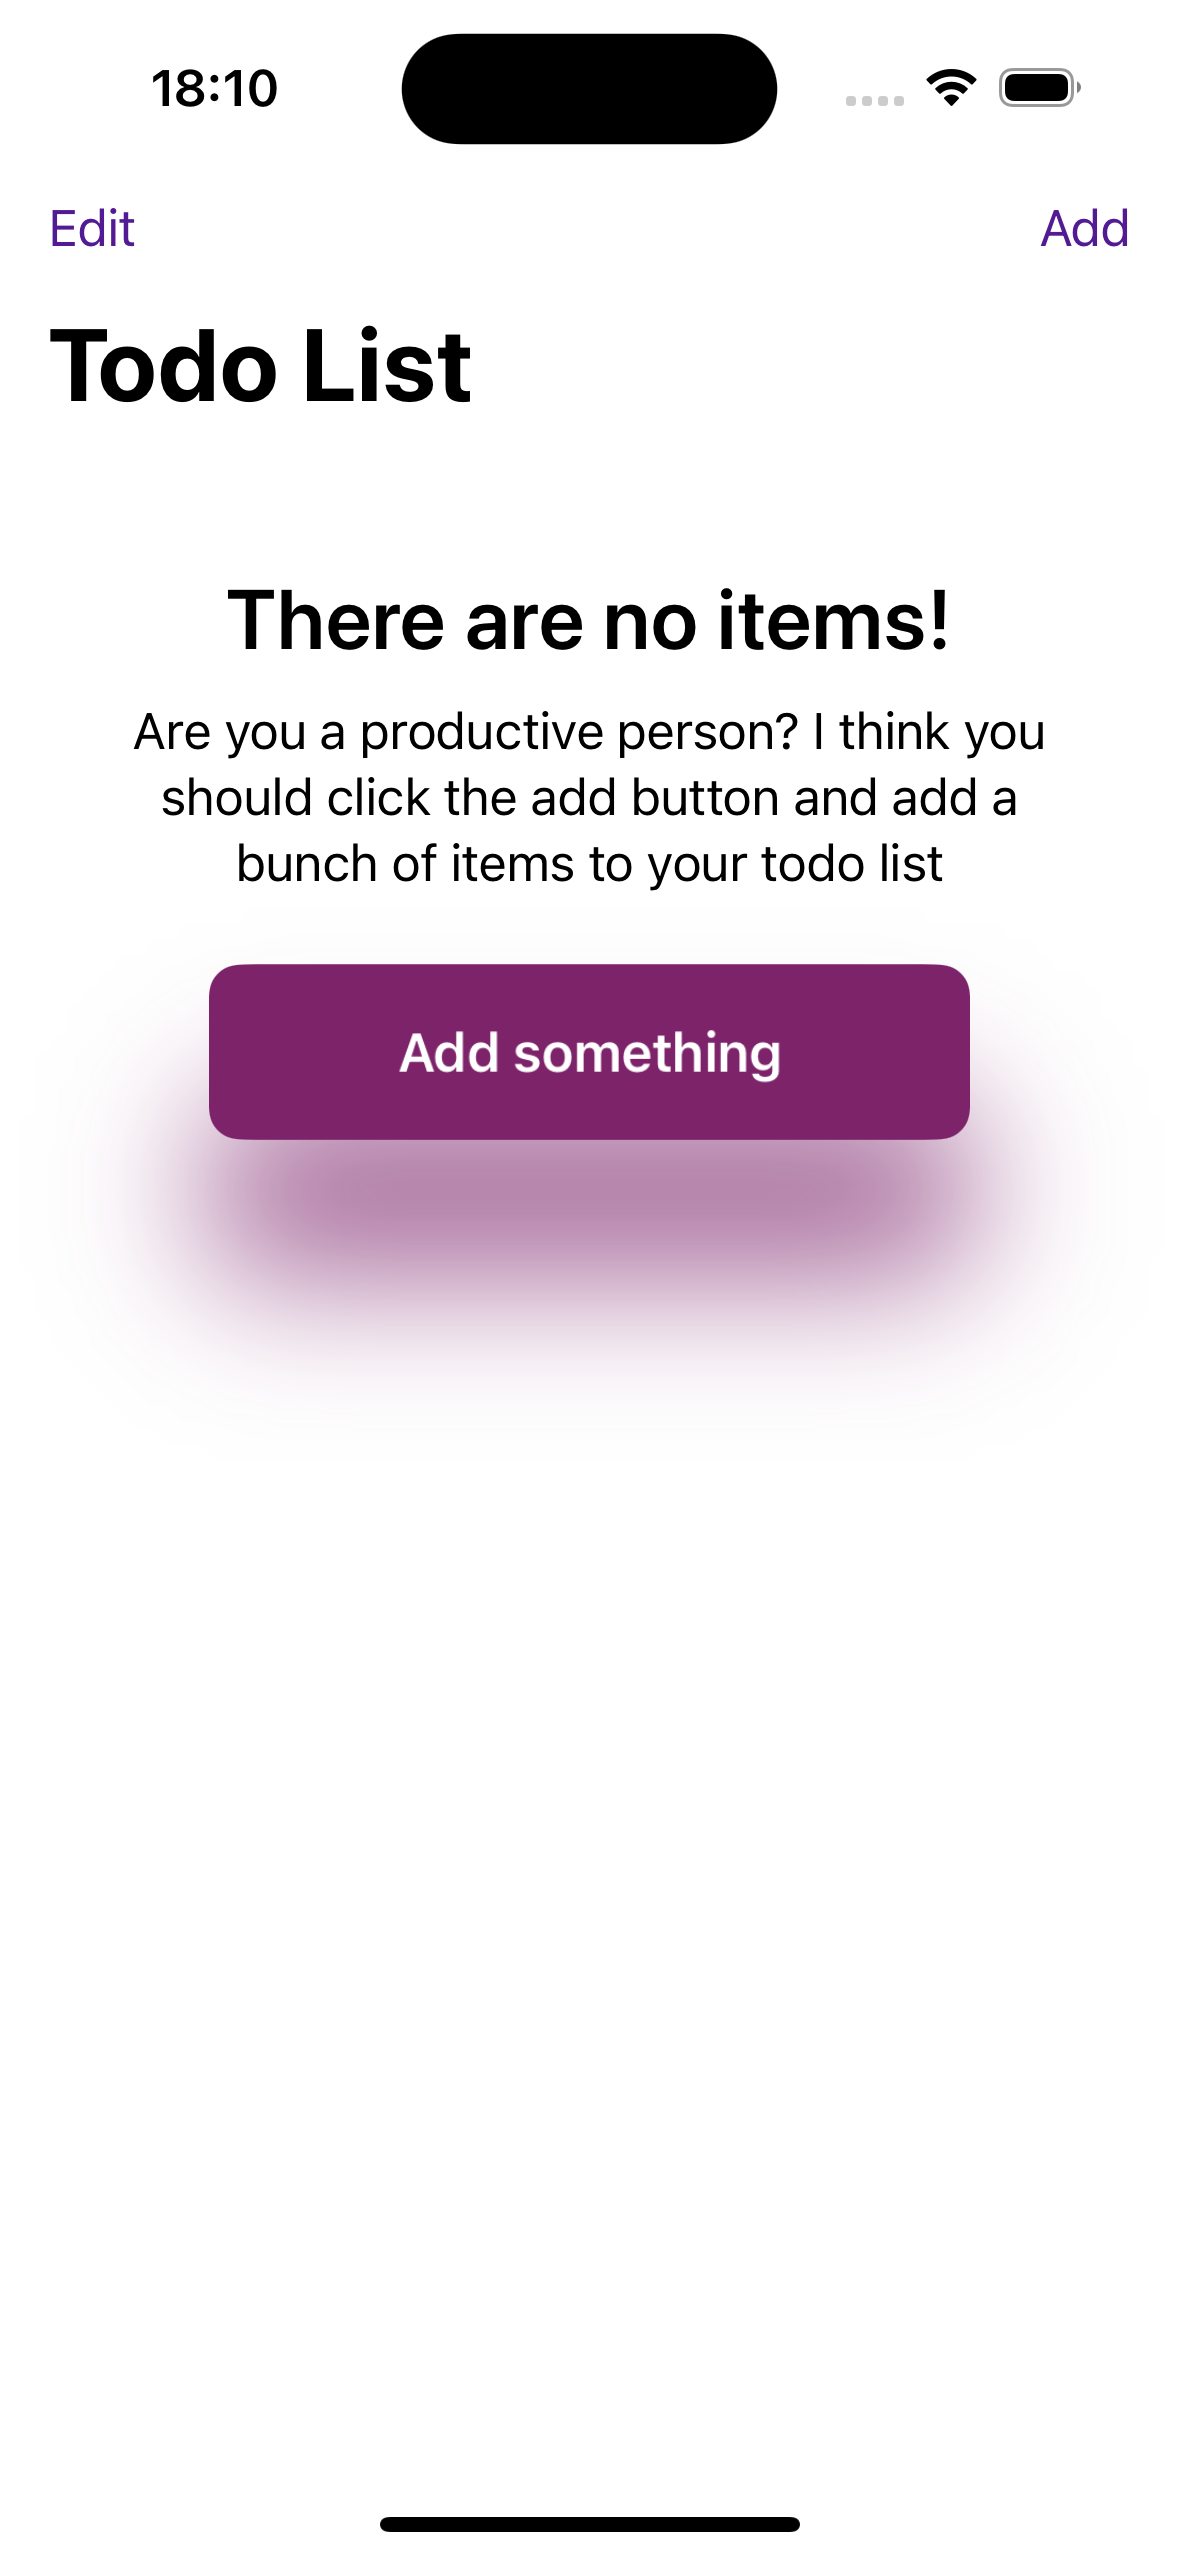 18:10
Edit
Add
Todo List
There are no items!
Are you a productive person? I think you
should click the add button and add a
bunch of items to your todo list
Add something